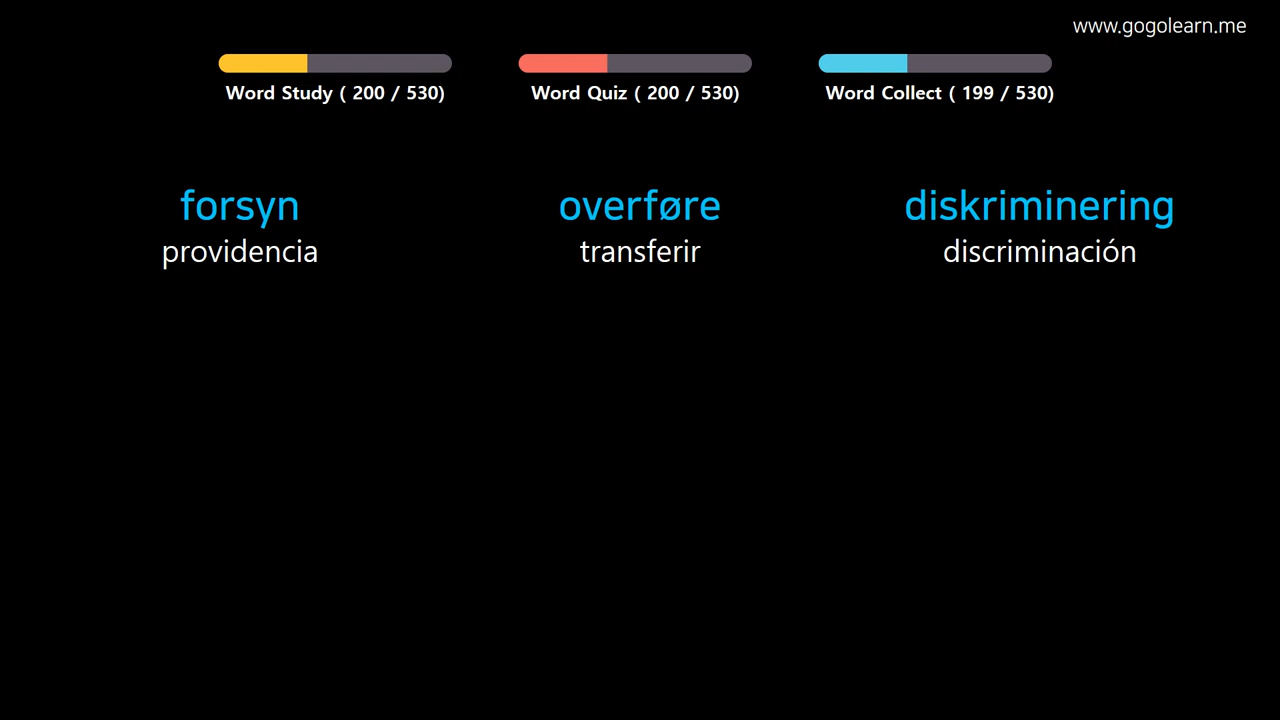 www.gogolearn.me
Word Study ( 200 / 530)
Word Quiz ( 200 / 530)
Word Collect ( 199 / 530)
forsyn
providencia
overføre
transferir
diskriminering
discriminación